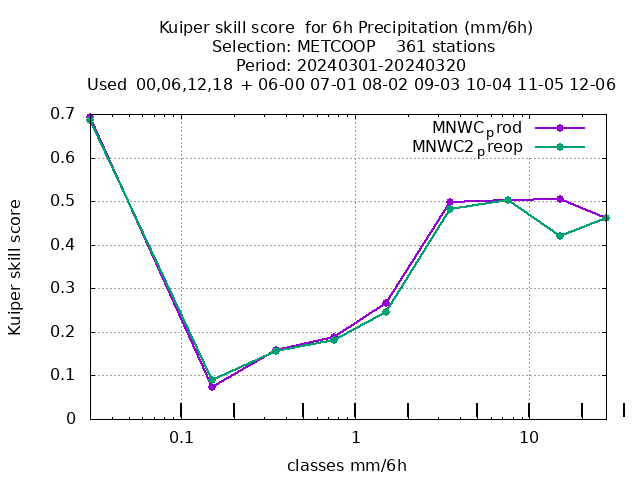 Kuiper skill score  for 6h Precipitation (mm/6h)
Selection: METCOOP    361 stations
Period: 20240301-20240320
Used  00,06,12,18  + 06-00 07-01 08-02 09-03 10-04 11-05 12-06
MNWCprod
MNWC2preop
0.7
0.6
0.5
0.4
0.3
0.2
0.1
0
Kuiper skill score
0.1 1 10
classes mm/6h